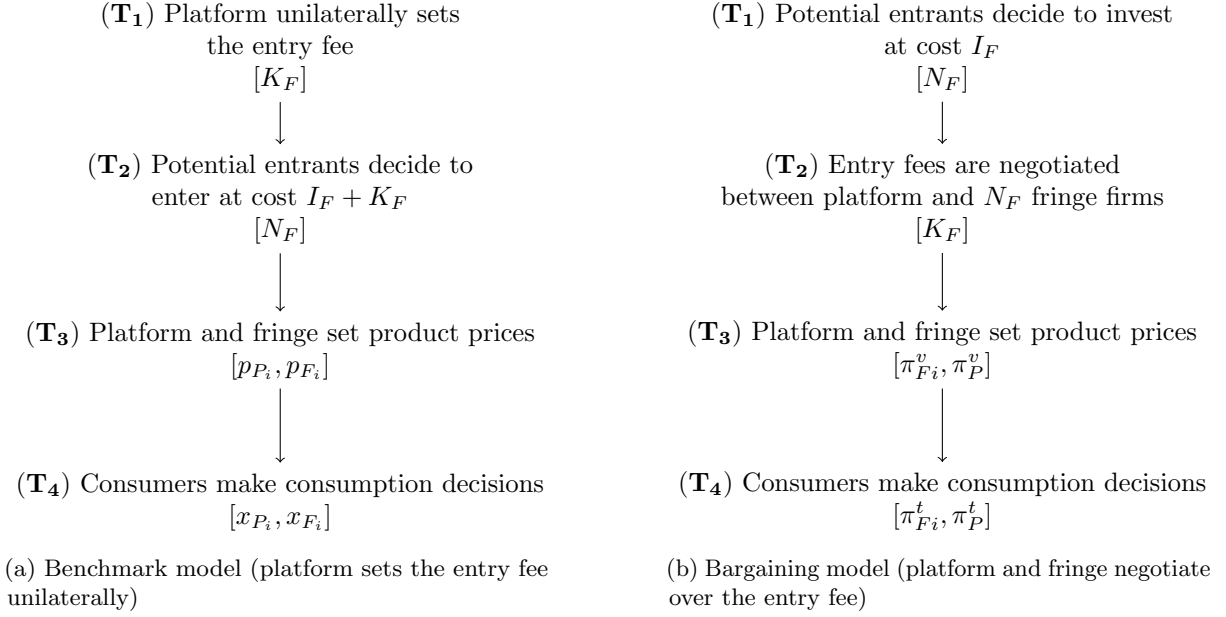 (T₁) Platform unilaterally sets
the entry fee
[K_F]
(T₂) Potential entrants decide to
enter at cost I_F + K_F
[N_F]
(T₃) Platform and fringe set product prices
[p_{P_i}, p_{F_i}]
(T₄) Consumers make consumption decisions
[x_{P_i}, x_{F_i}]
(a) Benchmark model (platform sets the entry fee
unilaterally)
(T₁) Potential entrants decide to invest
at cost I_F
[N_F]
(T₂) Entry fees are negotiated
between platform and N_F fringe firms
[K_F]
(T₃) Platform and fringe set product prices
[π^v_{Fi}, π^v_P]
(T₄) Consumers make consumption decisions
[π^t_{Fi}, π^t_P]
(b) Bargaining model (platform and fringe negotiate
over the entry fee)